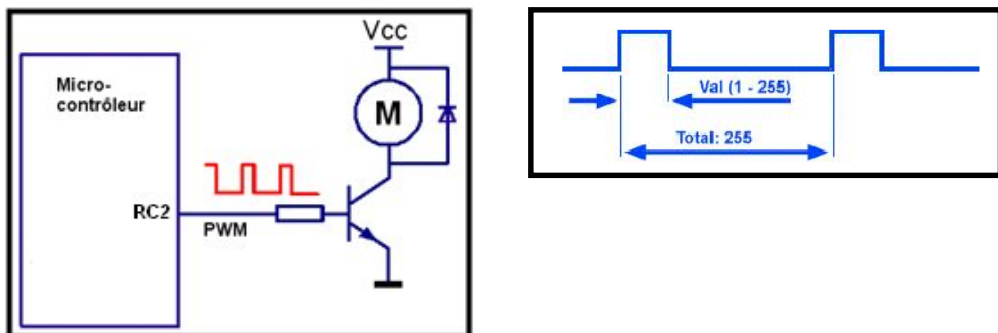 Vcc
Micro-
contrôleur
M
RC2
PWM
Val (1 - 255)
Total: 255